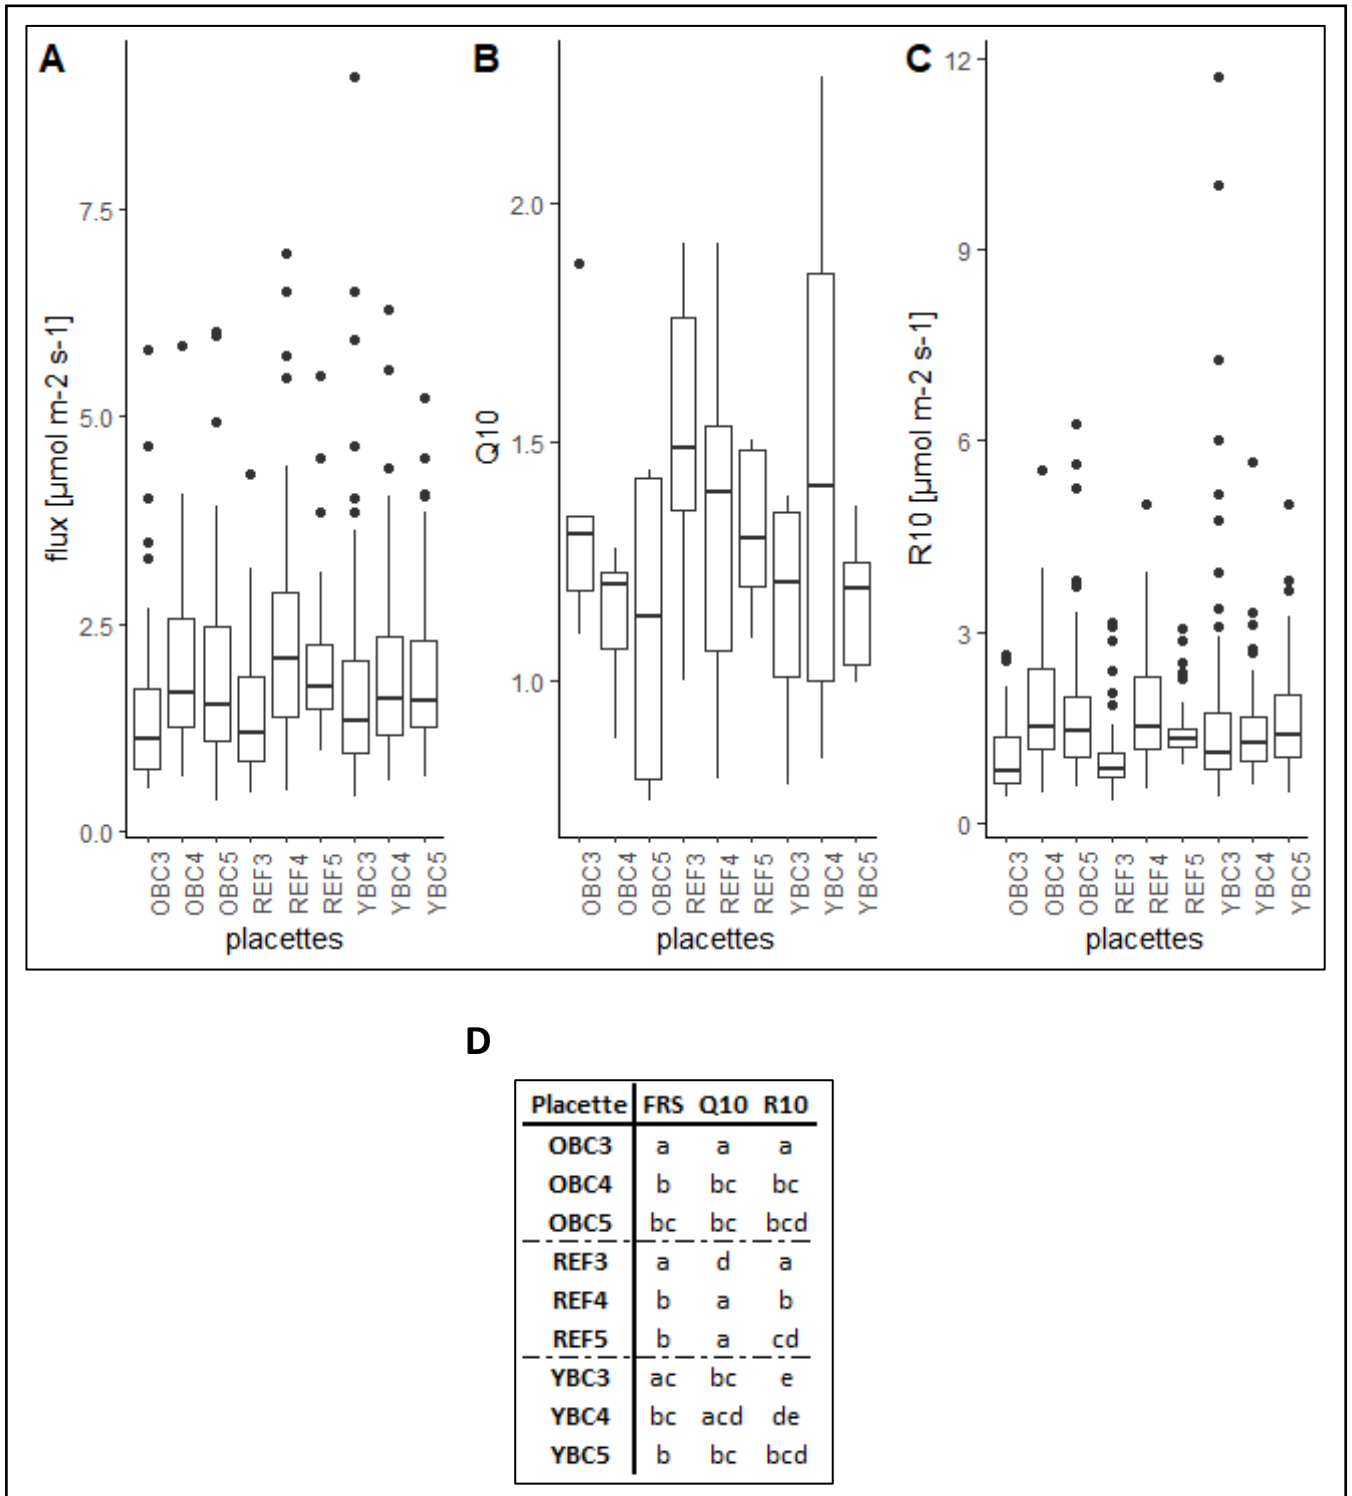 A
flux [µmol m-2 s-1]
7.5
5.0
2.5
0.0
OBC3
OBC4
OBC5
REF3
REF4
REF5
YBC3
YBC4
YBC5
placettes
B
Q10
2.0
1.5
1.0
OBC3
OBC4
OBC5
REF3
REF4
REF5
YBC3
YBC4
YBC5
placettes
C
R10 [µmol m-2 s-1]
12
9
6
3
0
OBC3
OBC4
OBC5
REF3
REF4
REF5
YBC3
YBC4
YBC5
placettes
D
Placette FRS Q10 R10
OBC3 a a a
OBC4 b bc bc
OBC5 bc bc bcd
REF3 a d a
REF4 b a b
REF5 b a cd
YBC3 ac bc e
YBC4 bc acd de
YBC5 b bc bcd